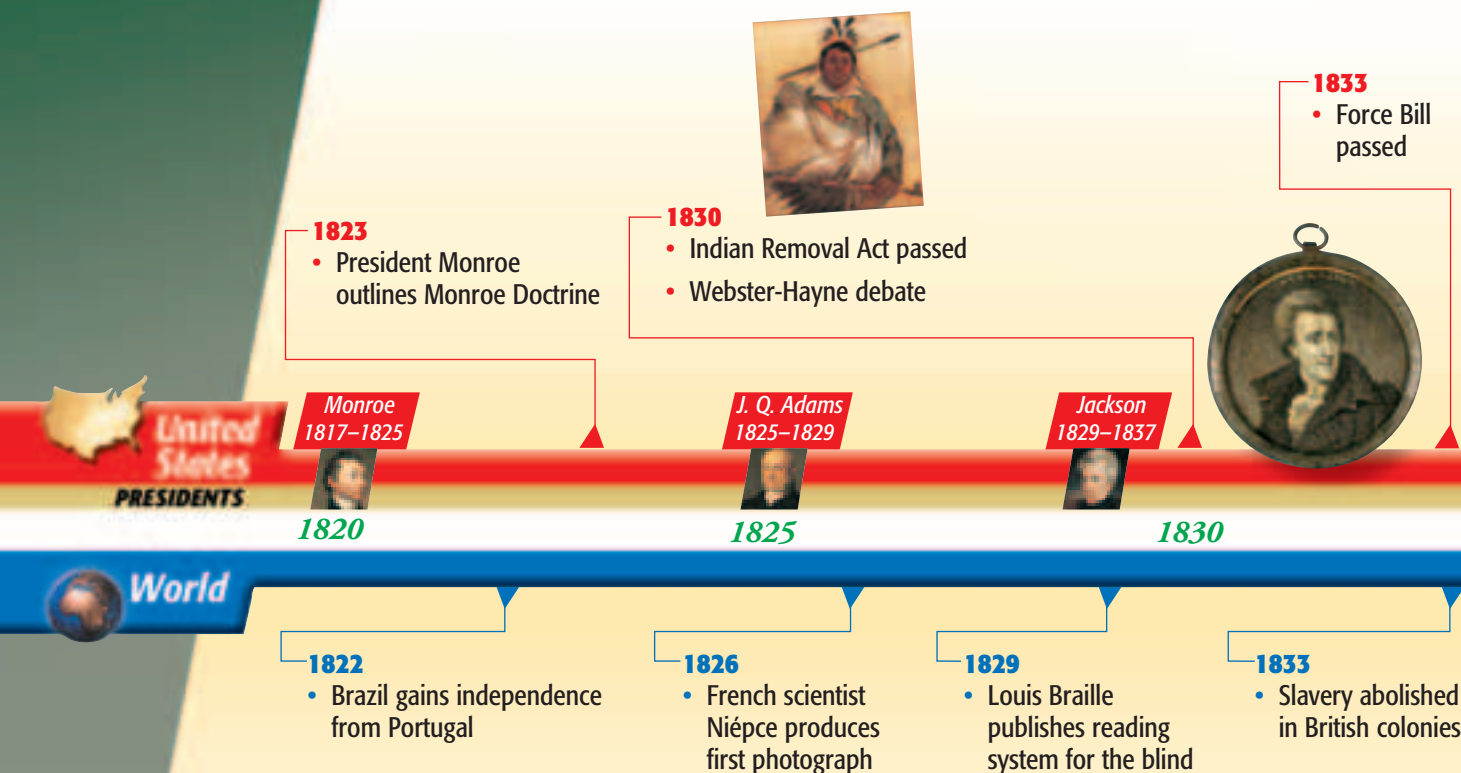 1833
• Force Bill
passed
1823
• President Monroe
outlines Monroe Doctrine
1830
• Indian Removal Act passed
• Webster-Hayne debate
United
States
PRESIDENTS
Monroe
1817–1825
J. Q. Adams
1825–1829
Jackson
1829–1837
1820
1825
1830
World
1822
• Brazil gains independence
from Portugal
1826
• French scientist
Niépce produces
first photograph
1829
• Louis Braille
publishes reading
system for the blind
1833
• Slavery abolished
in British colonies